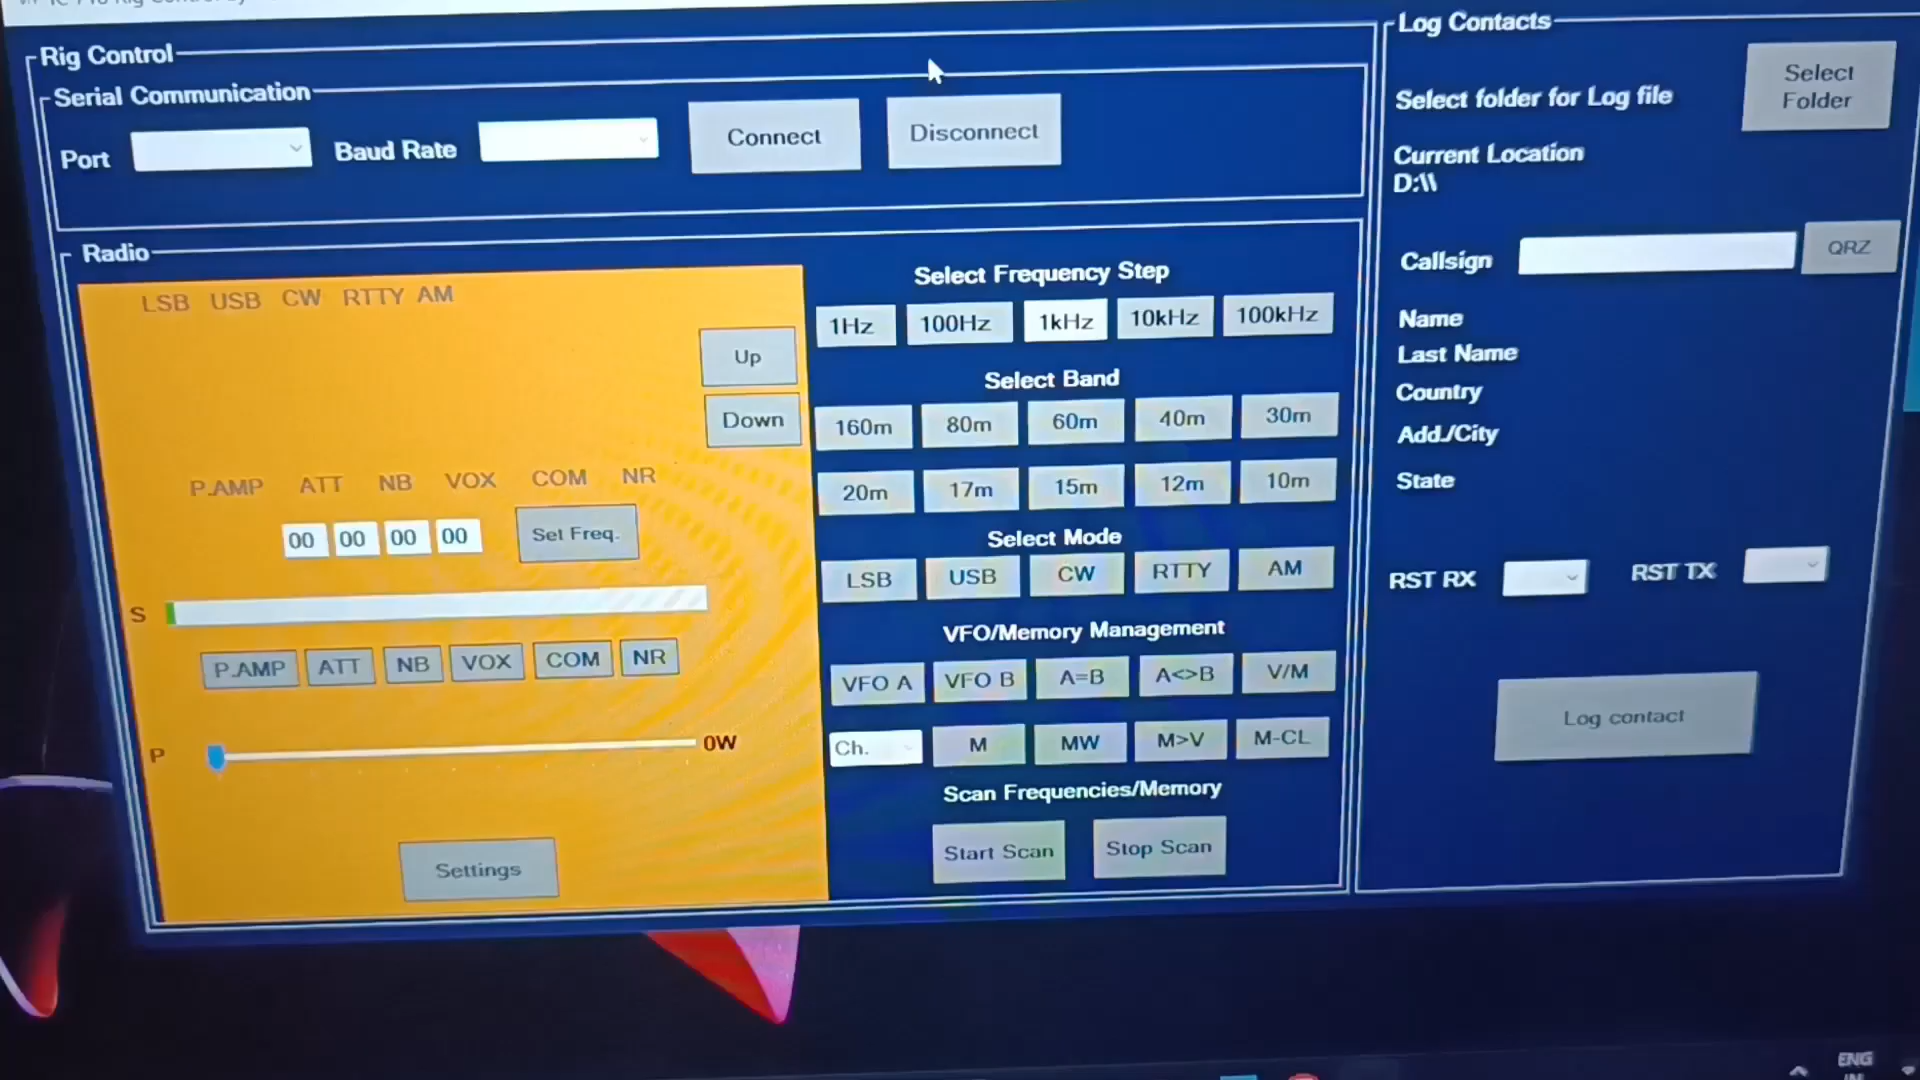 Rig Control
Serial Communication
Port
Baud Rate
Connect
Disconnect
Radio
LSB USB CW RTTY AM
Up
Down
P.AMP ATT NB VOX COM NR
00 00 00 00
Set Freq.
S
P.AMP ATT NB VOX COM NR
P
0W
Settings
Select Frequency Step
1Hz 100Hz 1kHz 10kHz 100kHz
Select Band
160m 80m 60m 40m 30m
20m 17m 15m 12m 10m
Select Mode
LSB USB CW RTTY AM
VFO/Memory Management
VFO A VFO B A=B A<>B V/M
Ch. M MW M>V M-CL
Scan Frequencies/Memory
Start Scan Stop Scan
Log Contacts
Select folder for Log file
Select
Folder
Current Location
D:\\
Callsign
QRZ
Name
Last Name
Country
Add./City
State
RST RX
RST TX
Log contact
ENG